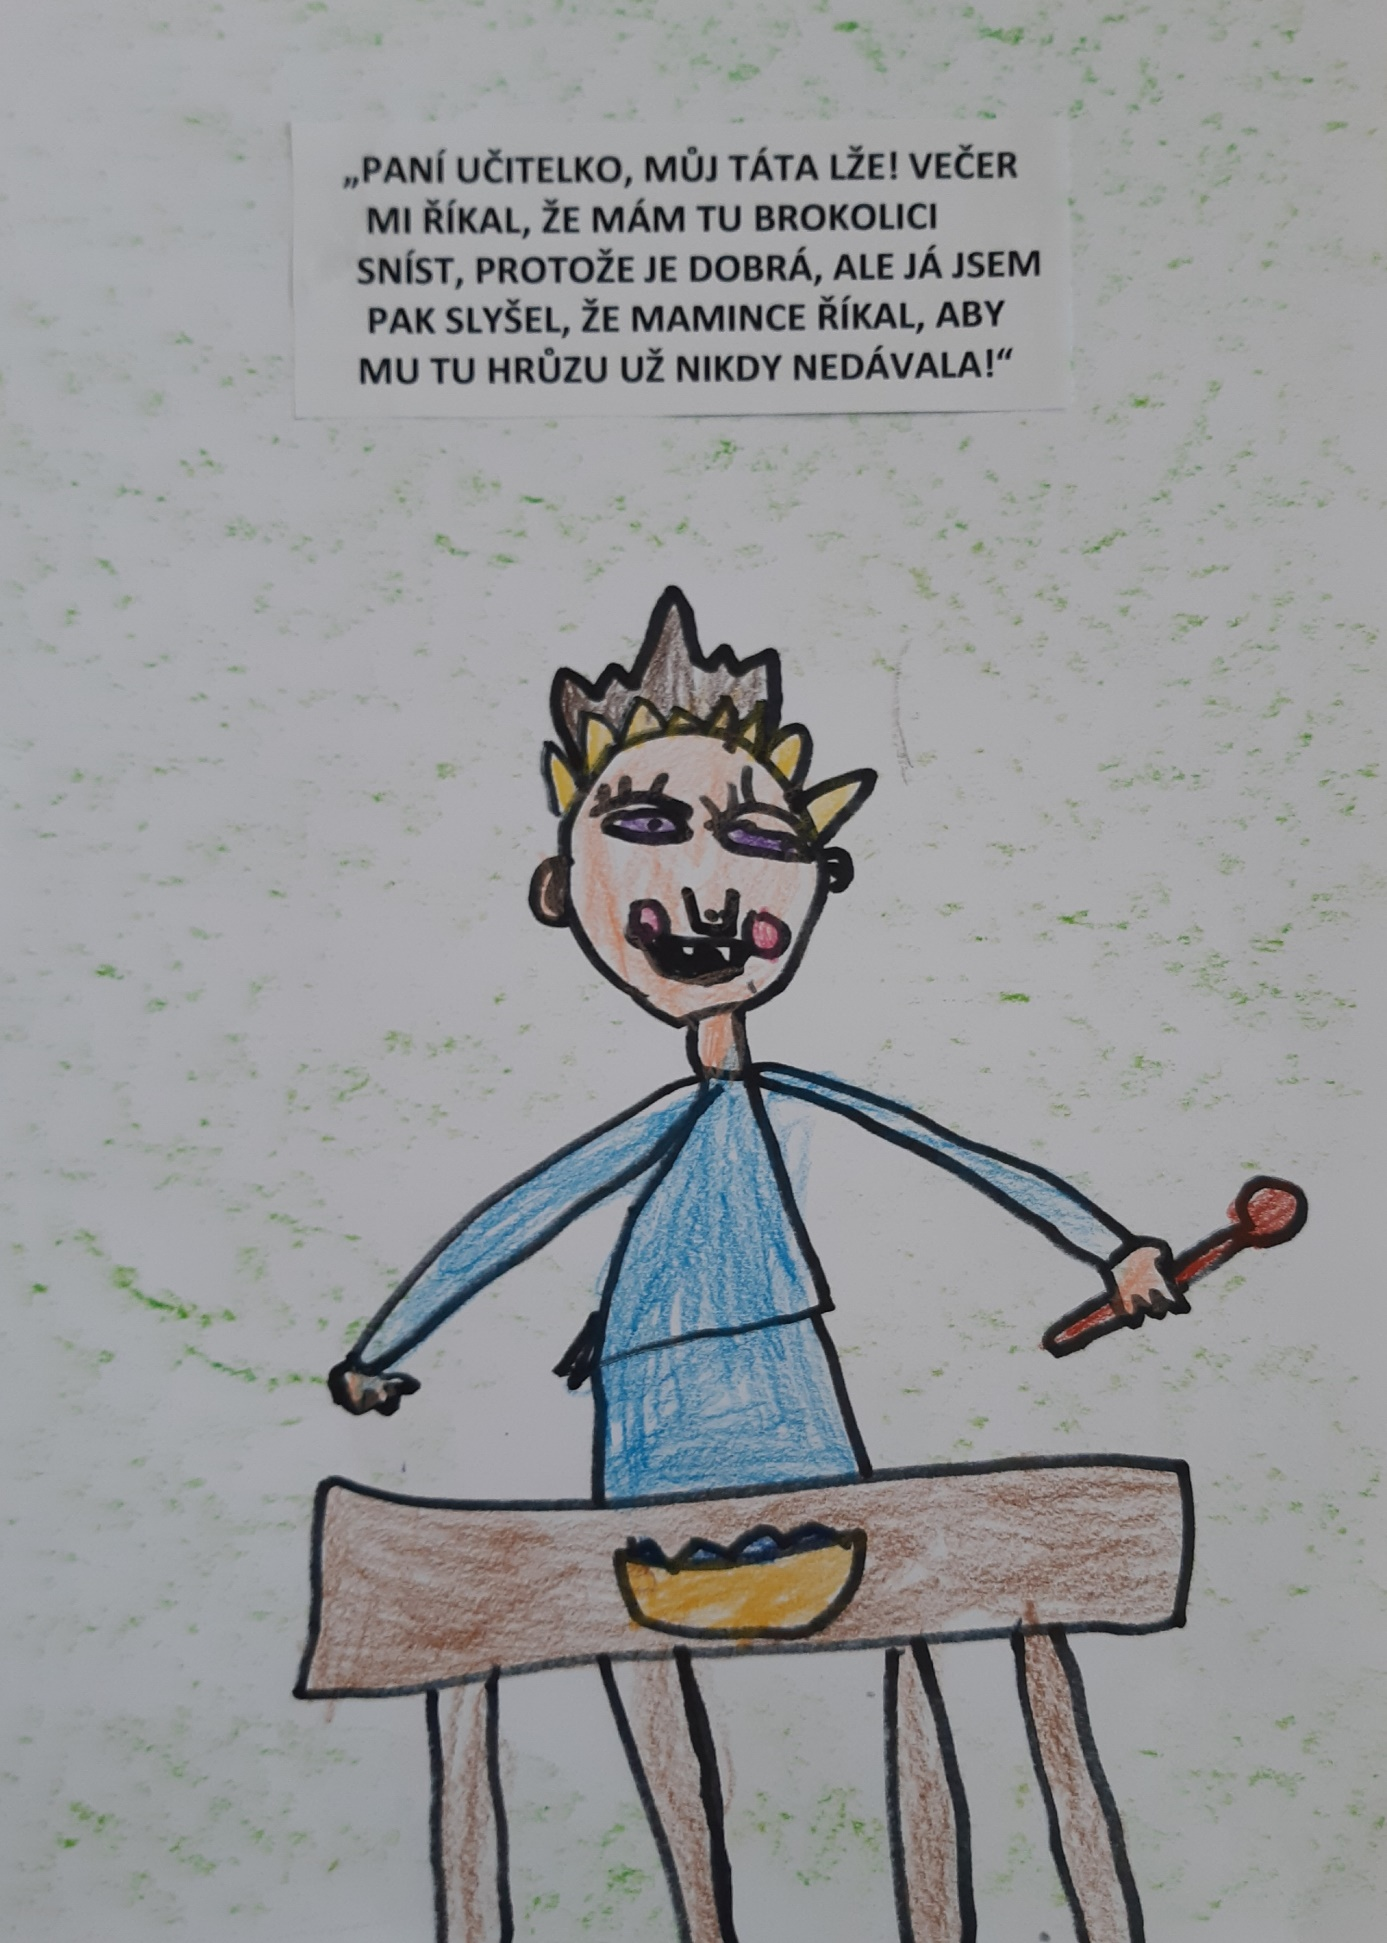 „PANÍ UČITELKO, MŮJ TÁTA LŽE! VEČER
MI ŘÍKAL, ŽE MÁM TU BROKOLICI
SNÍST, PROTOŽE JE DOBRÁ, ALE JÁ JSEM
PAK SLYŠEL, ŽE MAMINCE ŘÍKAL, ABY
MU TU HRŮZU UŽ NIKDY NEDÁVALA!“